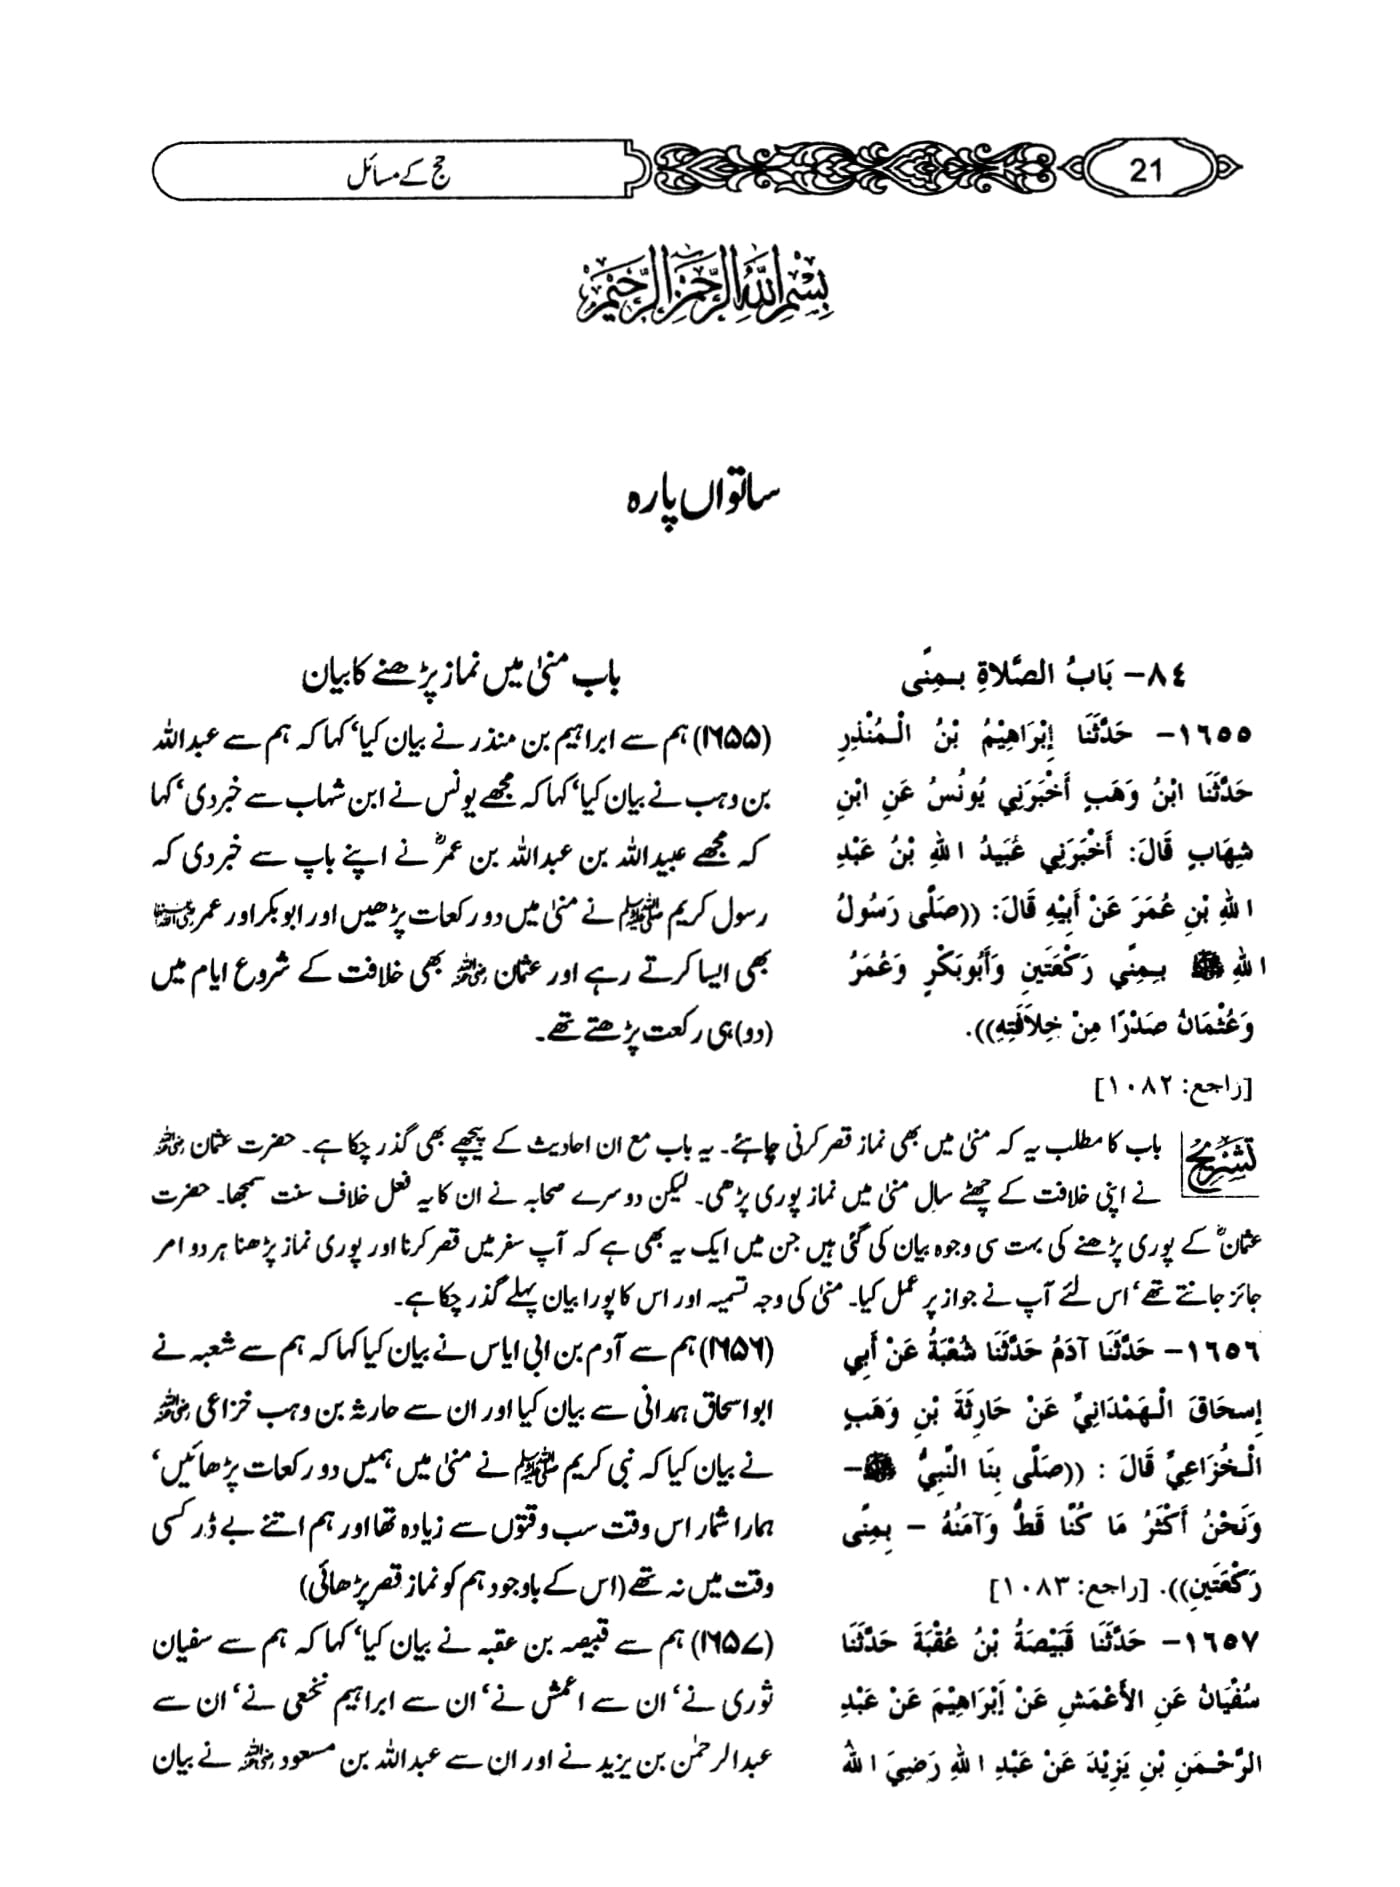 21
حج کے مسائل
بِسْمِ اللهِ الرَّحْمٰنِ الرَّحِيْمِ
ساتواں پارہ
٨٤- بَابُ الصَّلاَةِ بِمِنًى
١٦٥٥- حَدَّثَنَا إِبْرَاهِيْمُ بْنُ الْمُنْذِرِ
حَدَّثَنَا ابْنُ وَهَبٍ أَخْبَرَنِي يُونُسُ عَنِ ابْنِ
شِهَابٍ قَالَ: أَخْبَرَنِي عُبَيدُ اللهِ بْنُ عَبْدِ
اللهِ بْنِ عُمَرَ عَنْ أَبِيْهِ قَالَ: ((صَلَّى رَسُولُ
اللهِ ﷺ بِمِنًي رَكْعَتَينِ وَأَبُوبَكْرٍ وَعُمَرُ
وَعُثْمَانُ صَدْرًا مِنْ خِلاَفَتِهِ)).
[راجع: ١٠٨٢]
باب منیٰ میں نماز پڑھنے کا بیان
(۱۶۵۵) ہم سے ابراہیم بن منذر نے بیان کیا‘ کہا کہ ہم سے عبداللہ
بن وہب نے بیان کیا‘ کہا کہ مجھے یونس نے ابن شہاب سے خبر دی‘ کہا
کہ مجھے عبیداللہ بن عبداللہ بن عمرؓ نے اپنے باپ سے خبر دی کہ
رسول کریم ﷺ نے منیٰ میں دو رکعات پڑھیں اور ابو بکر اور عمر رضی اللہ عنہما
بھی ایسا کرتے رہے اور عثمان رضی اللہ عنہ بھی خلافت کے شروع ایام میں
(دو) ہی رکعت پڑھتے تھے۔
تشریح باب کا مطلب یہ کہ منیٰ میں بھی نماز قصر کرنی چاہئے۔ یہ باب مع ان احادیث کے پیچھے بھی گذر چکا ہے۔ حضرت عثمان رضی اللہ عنہ
نے اپنی خلافت کے چھٹے سال منیٰ میں نماز پوری پڑھی۔ لیکن دوسرے صحابہ نے ان کا یہ فعل خلاف سنت سمجھا۔ حضرت
عثمانؓ کے پوری پڑھنے کی بہت سی وجوہ بیان کی گئی ہیں جن میں ایک یہ بھی ہے کہ آپ سفر میں قصر کرنا اور پوری نماز پڑھنا ہر دو امر
جائز جانتے تھے‘ اس لئے آپ نے جواز پر عمل کیا۔ منیٰ کی وجہ تسمیہ اور اس کا پورا بیان پہلے گذر چکا ہے۔
١٦٥٦- حَدَّثَنَا آدَمُ حَدَّثَنَا شُعْبَةُ عَنْ أَبِي
إِسحَاقَ الْهَمْدَانِيِّ عَنْ حَارِثَةَ بْنِ وَهَبٍ
الْخُزَاعِيِّ قَالَ : ((صَلَّى بِنَا النَّبِيُّ ﷺ-
وَنَحْنُ أَكْثَرُ مَا كُنَّا قَطُّ وَآمَنُهُ - بِمِنًى
رَكْعَتَينِ)). [راجع: ١٠٨٣]
١٦٥٧- حَدَّثَنَا قَبِيْصَةُ بْنُ عُقْبَةَ حَدَّثَنَا
سُفْيَانُ عَنِ الأَعْمَشِ عَنْ إِبْرَاهِيْمَ عَنْ عَبْدِ
الرَّحْمَنِ بْنِ يَزِيْدَ عَنْ عَبْدِ اللهِ رَضِيَ اللهُ
(۱۶۵۶) ہم سے آدم بن ابی ایاس نے بیان کیا کہا کہ ہم سے شعبہ نے
ابو اسحاق ہمدانی سے بیان کیا اور ان سے حارثہ بن وہب خزاعی رضی اللہ عنہ
نے بیان کیا کہ نبی کریم ﷺ نے منیٰ میں ہمیں دو رکعات پڑھائیں‘
ہمارا شمار اس وقت سب وقتوں سے زیادہ تھا اور ہم اتنے بے ڈر کسی
وقت میں نہ تھے (اس کے باوجود ہم کو نماز قصر پڑھائی)
(۱۶۵۷) ہم سے قبیصہ بن عقبہ نے بیان کیا‘ کہا کہ ہم سے سفیان
ثوری نے‘ ان سے اعمش نے‘ ان سے ابراہیم نخعی نے‘ ان سے
عبدالرحمٰن بن یزید نے اور ان سے عبداللہ بن مسعود رضی اللہ عنہ نے بیان